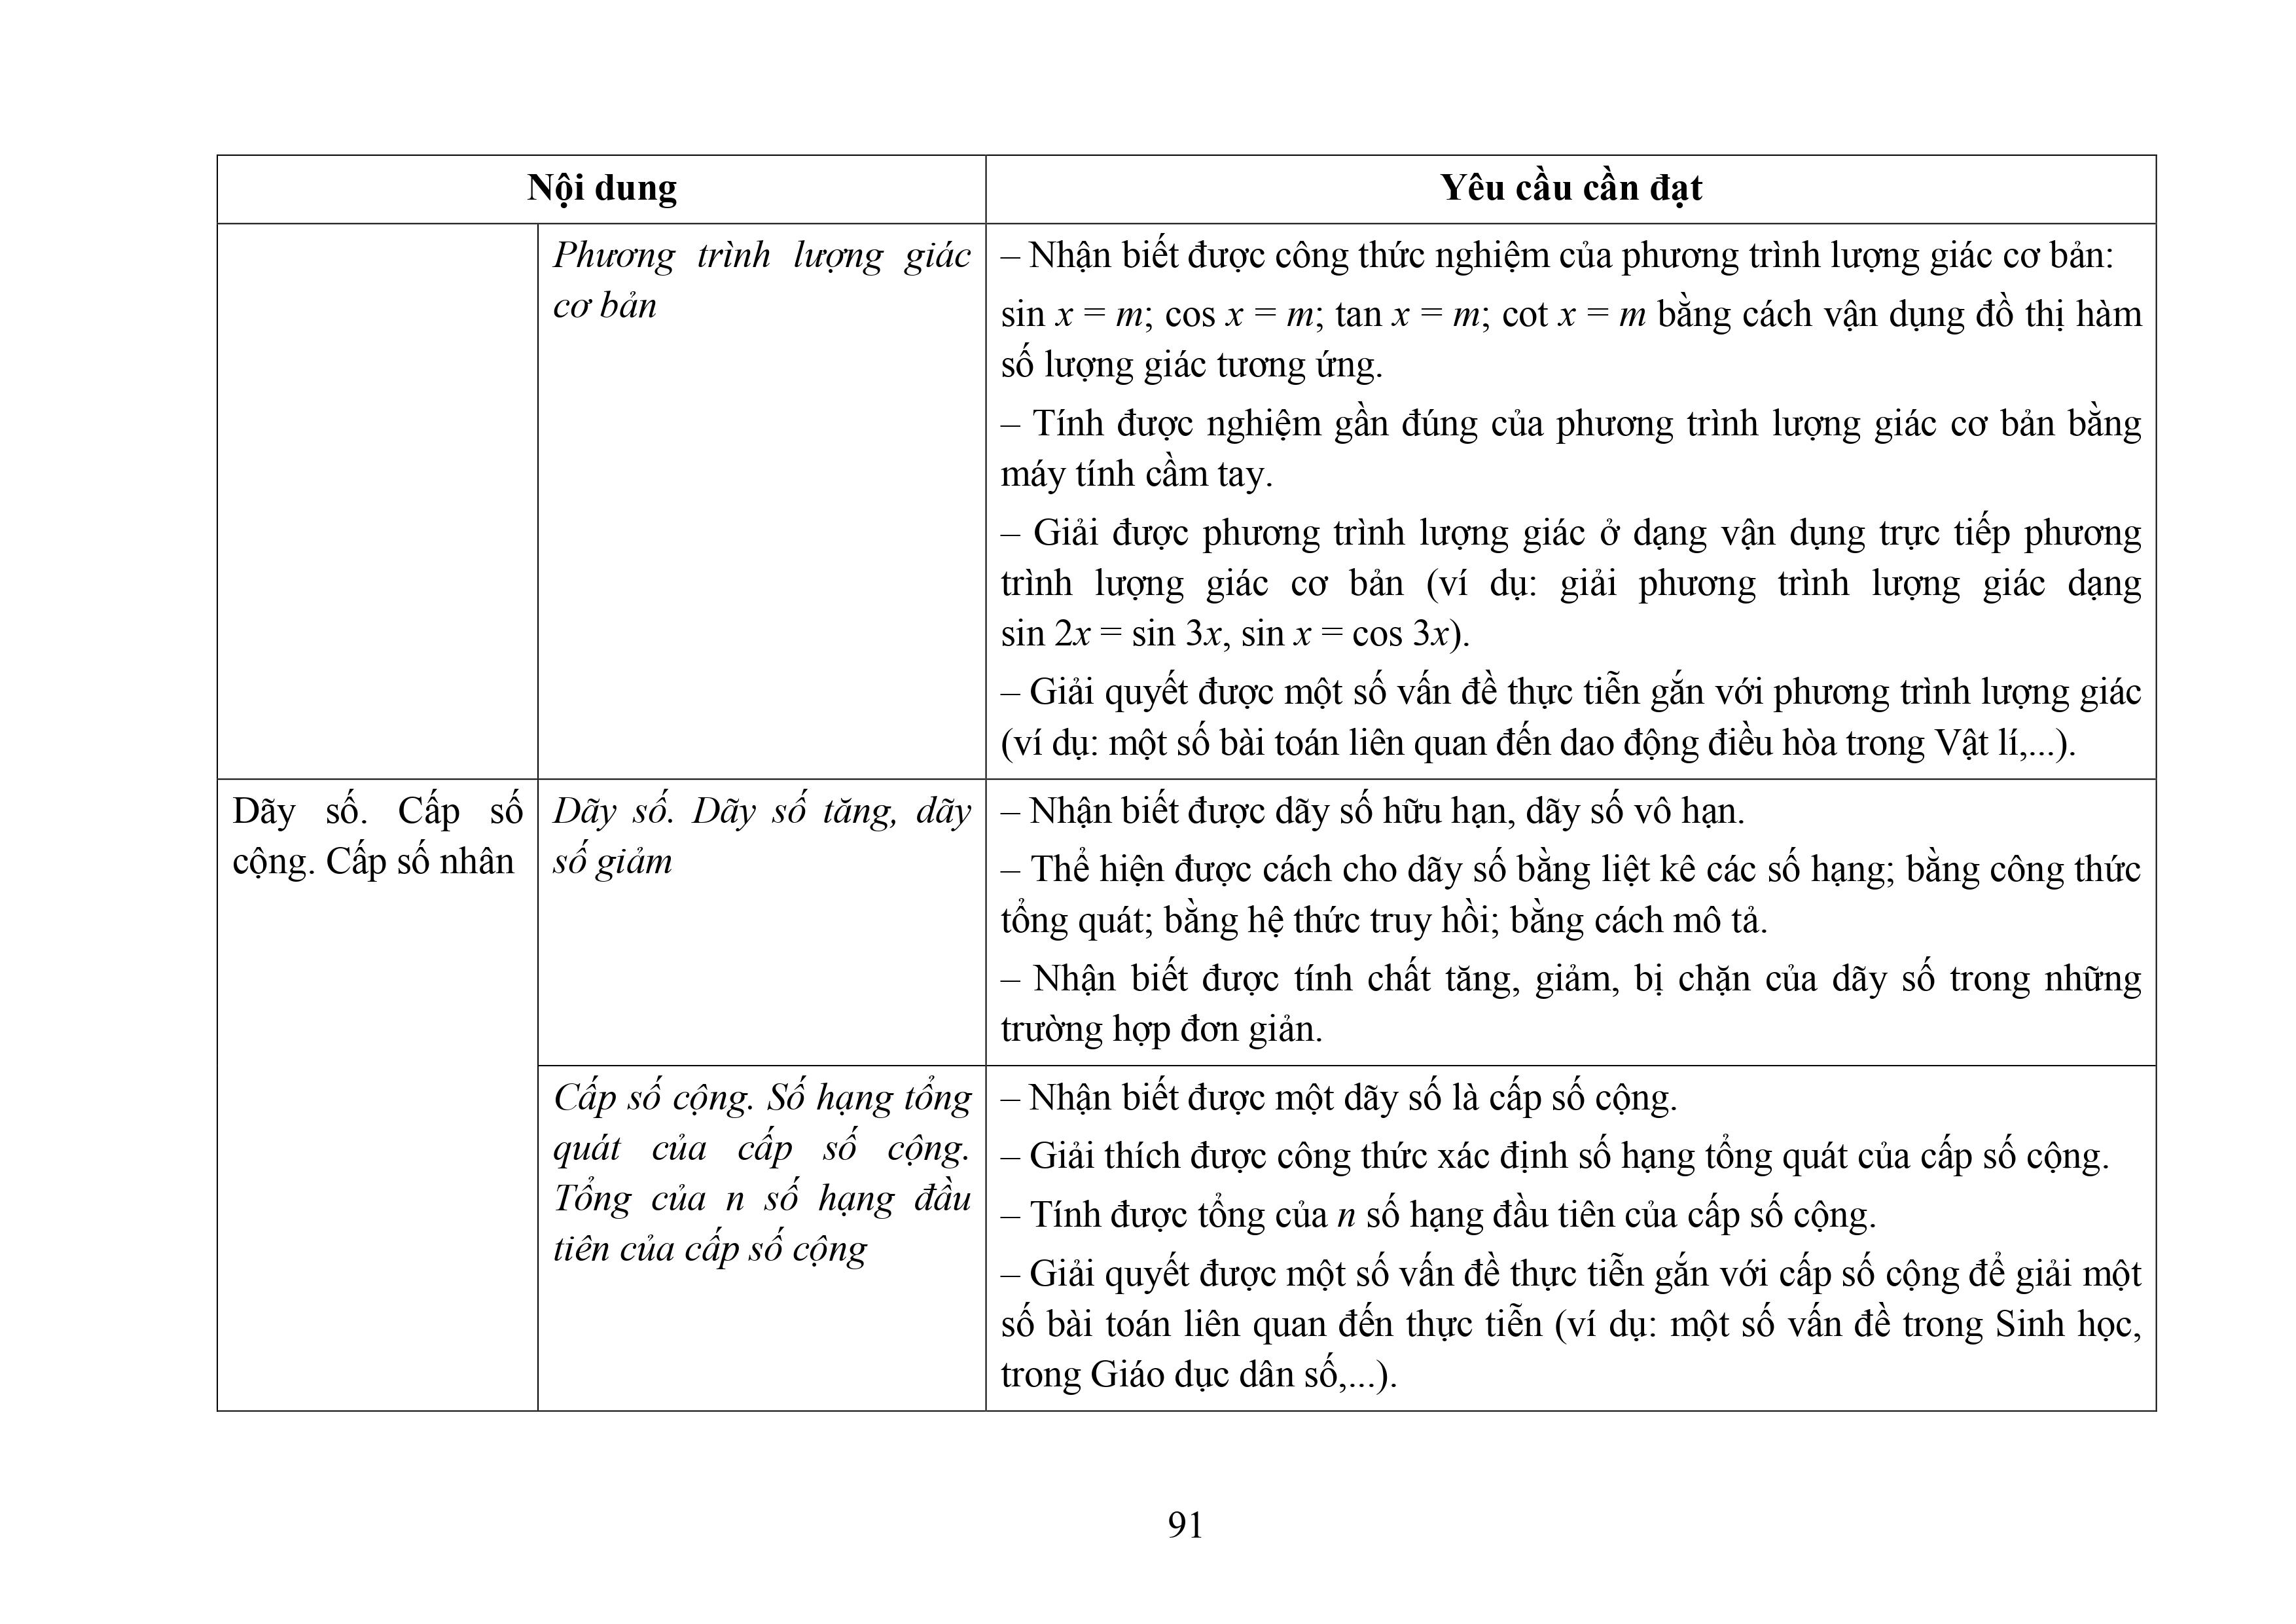 Nội dung
Yêu cầu cần đạt
Phương trình lượng giác
cơ bản
– Nhận biết được công thức nghiệm của phương trình lượng giác cơ bản:
sin x = m; cos x = m; tan x = m; cot x = m bằng cách vận dụng đồ thị hàm
số lượng giác tương ứng.
– Tính được nghiệm gần đúng của phương trình lượng giác cơ bản bằng
máy tính cầm tay.
– Giải được phương trình lượng giác ở dạng vận dụng trực tiếp phương
trình lượng giác cơ bản (ví dụ: giải phương trình lượng giác dạng
sin 2x = sin 3x, sin x = cos 3x).
– Giải quyết được một số vấn đề thực tiễn gắn với phương trình lượng giác
(ví dụ: một số bài toán liên quan đến dao động điều hòa trong Vật lí,...).
Dãy số. Cấp số
cộng. Cấp số nhân
Dãy số. Dãy số tăng, dãy
số giảm
– Nhận biết được dãy số hữu hạn, dãy số vô hạn.
– Thể hiện được cách cho dãy số bằng liệt kê các số hạng; bằng công thức
tổng quát; bằng hệ thức truy hồi; bằng cách mô tả.
– Nhận biết được tính chất tăng, giảm, bị chặn của dãy số trong những
trường hợp đơn giản.
Cấp số cộng. Số hạng tổng
quát của cấp số cộng.
Tổng của n số hạng đầu
tiên của cấp số cộng
– Nhận biết được một dãy số là cấp số cộng.
– Giải thích được công thức xác định số hạng tổng quát của cấp số cộng.
– Tính được tổng của n số hạng đầu tiên của cấp số cộng.
– Giải quyết được một số vấn đề thực tiễn gắn với cấp số cộng để giải một
số bài toán liên quan đến thực tiễn (ví dụ: một số vấn đề trong Sinh học,
trong Giáo dục dân số,...).
91